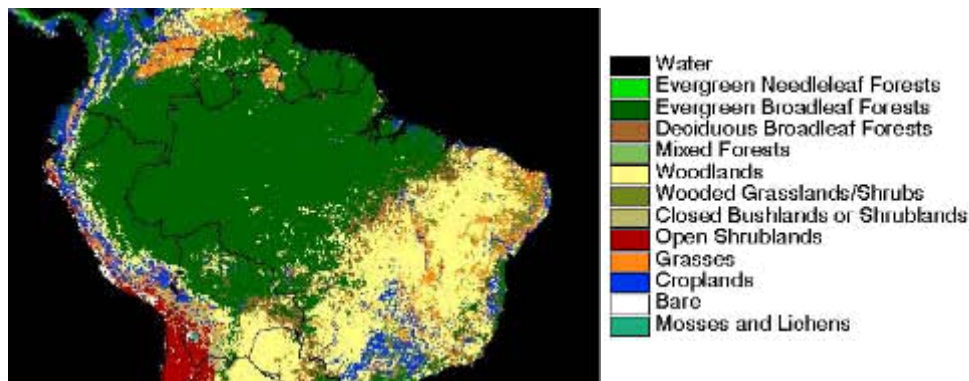 Water
Evergreen Needleleaf Forests
Evergreen Broadleaf Forests
Deoiduous Broadleaf Forests
Mixed Forests
Woodlands
Wooded Grasslands/Shrubs
Closed Bushlands or Shrublands
Open Shrublands
Grasses
Croplands
Bare
Mosses and Lichens